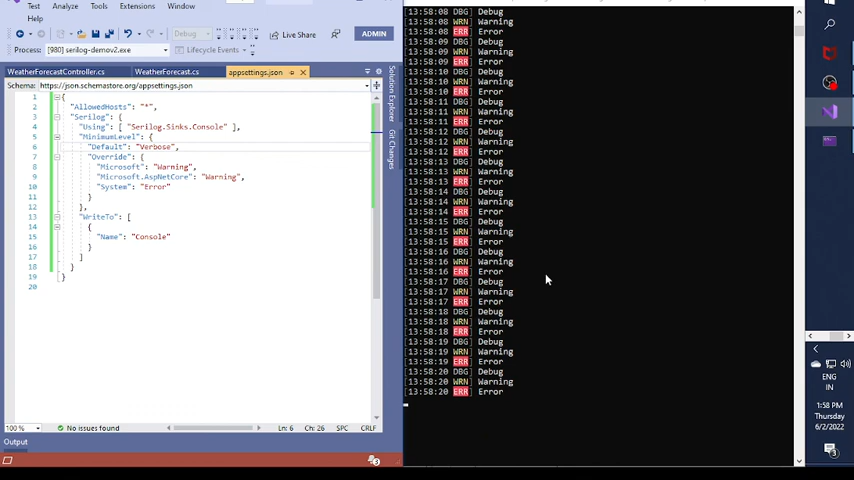 Test Analyze Tools Extensions Window
Help
Debug
Live Share
ADMIN
Process: [980] serilog-demov2.exe
Lifecycle Events
WeatherForecastController.cs WeatherForecast.cs appsettings.json
Schema: https://json.schemastore.org/appsettings.json
1 {
2 "AllowedHosts": "*",
3 "Serilog": {
4 "Using": [ "Serilog.Sinks.Console" ],
5 "MinimumLevel": {
6 "Default": "Verbose",
7 "Override": {
8 "Microsoft": "Warning",
9 "Microsoft.AspNetCore": "Warning",
10 "System": "Error"
11 }
12 },
13 "WriteTo": [
14 {
15 "Name": "Console"
16 }
17 ]
18 }
19 }
20
Solution Explorer
Git Changes
100 % No issues found Ln: 6 Ch: 26 SPC CRLF
Output
3
[13:58:08 DBG] Debug
[13:58:08 WRN] Warning
[13:58:08 ERR] Error
[13:58:09 DBG] Debug
[13:58:09 WRN] Warning
[13:58:09 ERR] Error
[13:58:10 DBG] Debug
[13:58:10 WRN] Warning
[13:58:10 ERR] Error
[13:58:11 DBG] Debug
[13:58:11 WRN] Warning
[13:58:11 ERR] Error
[13:58:12 DBG] Debug
[13:58:12 WRN] Warning
[13:58:12 ERR] Error
[13:58:13 DBG] Debug
[13:58:13 WRN] Warning
[13:58:13 ERR] Error
[13:58:14 DBG] Debug
[13:58:14 WRN] Warning
[13:58:14 ERR] Error
[13:58:15 DBG] Debug
[13:58:15 WRN] Warning
[13:58:15 ERR] Error
[13:58:16 DBG] Debug
[13:58:16 WRN] Warning
[13:58:16 ERR] Error
[13:58:17 DBG] Debug
[13:58:17 WRN] Warning
[13:58:17 ERR] Error
[13:58:18 DBG] Debug
[13:58:18 WRN] Warning
[13:58:18 ERR] Error
[13:58:19 DBG] Debug
[13:58:19 WRN] Warning
[13:58:19 ERR] Error
[13:58:20 DBG] Debug
[13:58:20 WRN] Warning
[13:58:20 ERR] Error
ENG
IN
1:58 PM
Thursday
6/2/2022
3